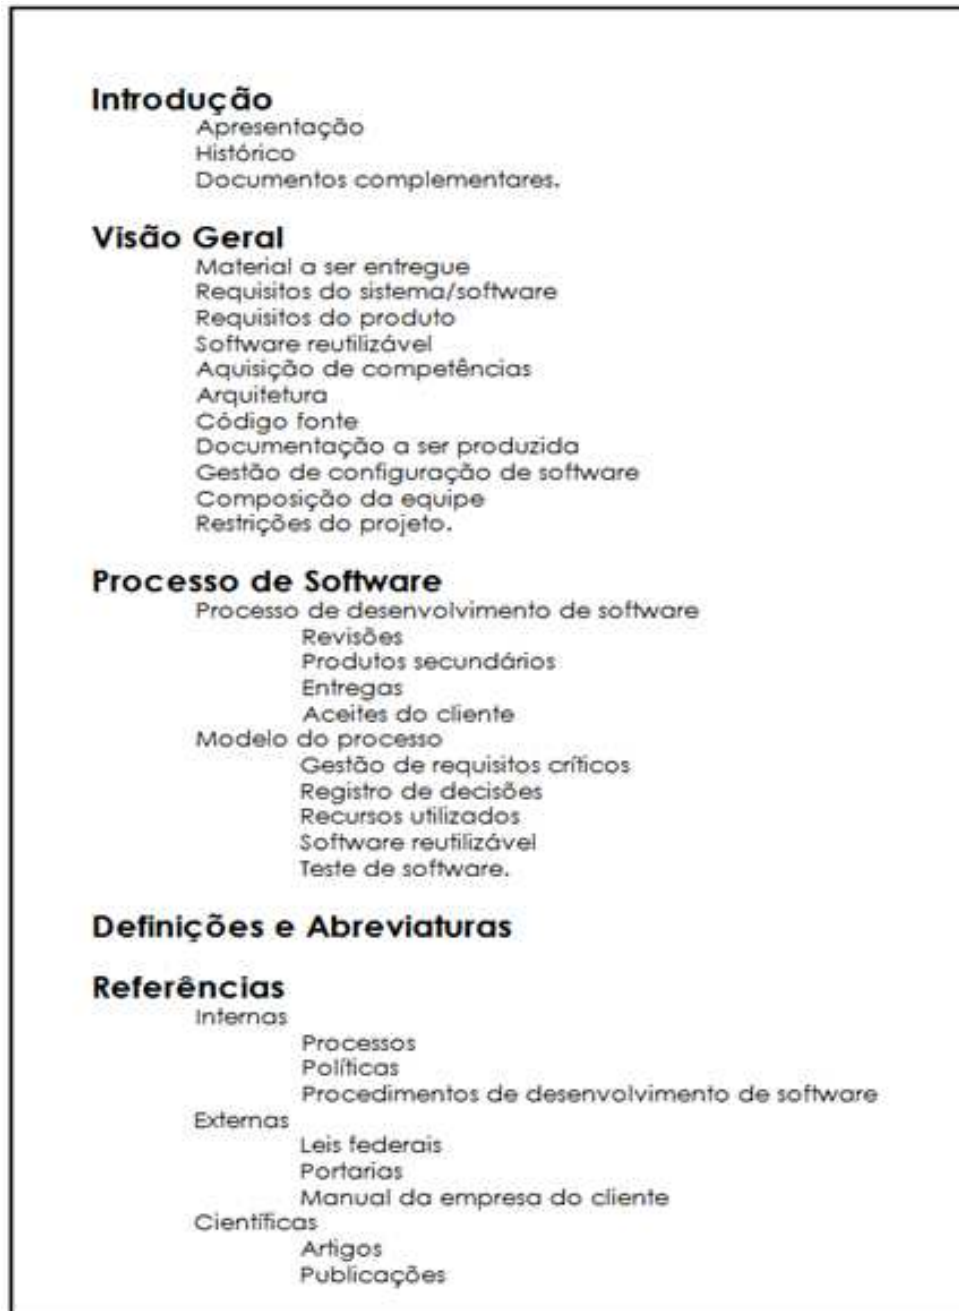 Introdução
Apresentação
Histórico
Documentos complementares.
Visão Geral
Material a ser entregue
Requisitos do sistema/software
Requisitos do produto
Software reutilizável
Aquisição de competências
Arquitetura
Código fonte
Documentação a ser produzida
Gestão de configuração de software
Composição da equipe
Restrições do projeto.
Processo de Software
Processo de desenvolvimento de software
Revisões
Produtos secundários
Entregas
Aceites do cliente
Modelo do processo
Gestão de requisitos críticos
Registro de decisões
Recursos utilizados
Software reutilizável
Teste de software.
Definições e Abreviaturas
Referências
Internas
Processos
Políticas
Procedimentos de desenvolvimento de software
Externas
Leis federais
Portarias
Manual da empresa do cliente
Científicas
Artigos
Publicações